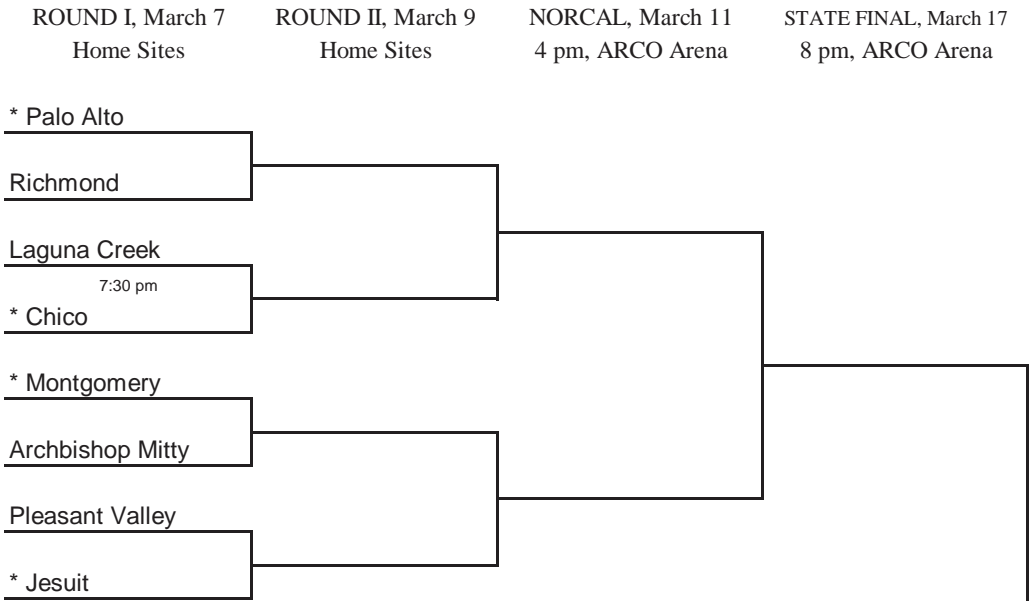 ROUND I, March 7 ROUND II, March 9 NORCAL, March 11 STATE FINAL, March 17
Home Sites Home Sites 4 pm, ARCO Arena 8 pm, ARCO Arena
* Palo Alto
Richmond
Laguna Creek
7:30 pm
* Chico
* Montgomery
Archbishop Mitty
Pleasant Valley
* Jesuit